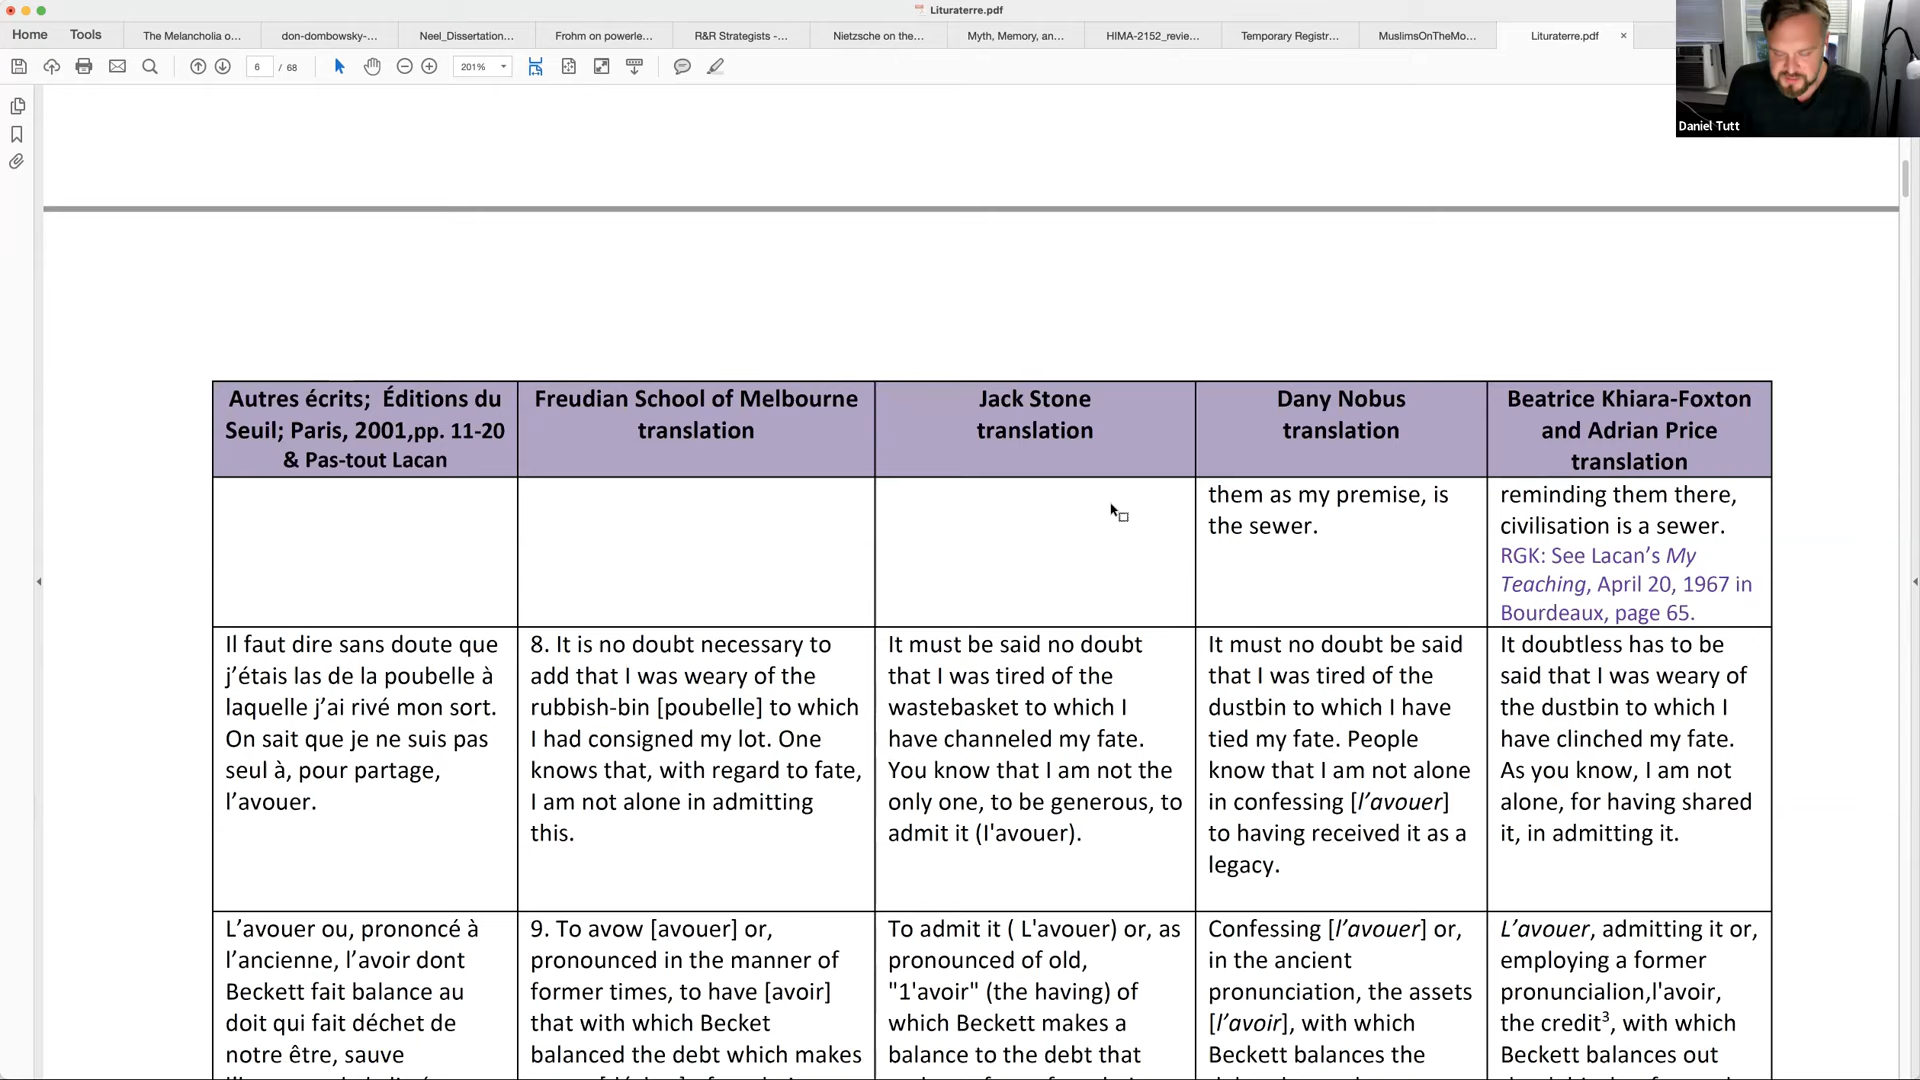 Lituraterre.pdf
Home
Tools
The Melancholia o...
don-dombowsky-...
Neel_Dissertation...
Frohm on powerle...
R&R Strategists -...
Nietzsche on the...
Myth, Memory, an...
HIMA-2152_revie...
Temporary Registr...
MuslimsOnTheMo...
Lituraterre.pdf
6 / 68
201%
Daniel Tutt
Autres écrits; Éditions du
Seuil; Paris, 2001,pp. 11-20
& Pas-tout Lacan
Freudian School of Melbourne
translation
Jack Stone
translation
Dany Nobus
translation
Beatrice Khiara-Foxton
and Adrian Price
translation
them as my premise, is
the sewer.
reminding them there,
civilisation is a sewer.
RGK: See Lacan's My
Teaching, April 20, 1967 in
Bourdeaux, page 65.
Il faut dire sans doute que
j'étais las de la poubelle à
laquelle j'ai rivé mon sort.
On sait que je ne suis pas
seul à, pour partage,
l'avouer.
8. It is no doubt necessary to
add that I was weary of the
rubbish-bin [poubelle] to which
I had consigned my lot. One
knows that, with regard to fate,
I am not alone in admitting
this.
It must be said no doubt
that I was tired of the
wastebasket to which I
have channeled my fate.
You know that I am not the
only one, to be generous, to
admit it (I'avouer).
It must no doubt be said
that I was tired of the
dustbin to which I have
tied my fate. People
know that I am not alone
in confessing [l'avouer]
to having received it as a
legacy.
It doubtless has to be
said that I was weary of
the dustbin to which I
have clinched my fate.
As you know, I am not
alone, for having shared
it, in admitting it.
L'avouer ou, prononcé à
l'ancienne, l'avoir dont
Beckett fait balance au
doit qui fait déchet de
notre être, sauve
9. To avow [avouer] or,
pronounced in the manner of
former times, to have [avoir]
that with which Becket
balanced the debt which makes
To admit it ( L'avouer) or, as
pronounced of old,
"1'avoir" (the having) of
which Beckett makes a
balance to the debt that
Confessing [l'avouer] or,
in the ancient
pronunciation, the assets
[l'avoir], with which
Beckett balances the
L'avouer, admitting it or,
employing a former
pronuncialion,l'avoir,
the credit³, with which
Beckett balances out